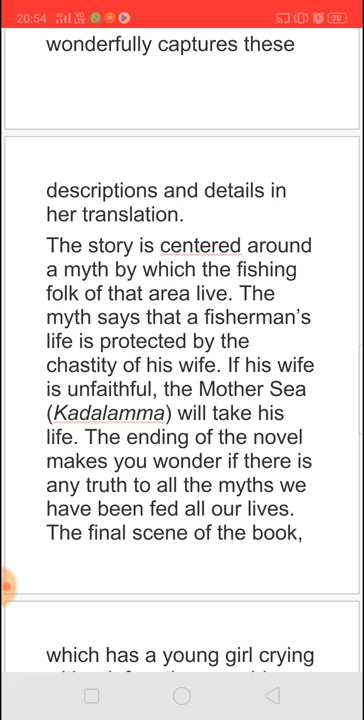 20:54
70
wonderfully captures these
descriptions and details in
her translation.
The story is centered around
a myth by which the fishing
folk of that area live. The
myth says that a fisherman's
life is protected by the
chastity of his wife. If his wife
is unfaithful, the Mother Sea
(Kadalamma) will take his
life. The ending of the novel
makes you wonder if there is
any truth to all the myths we
have been fed all our lives.
The final scene of the book,
which has a young girl crying